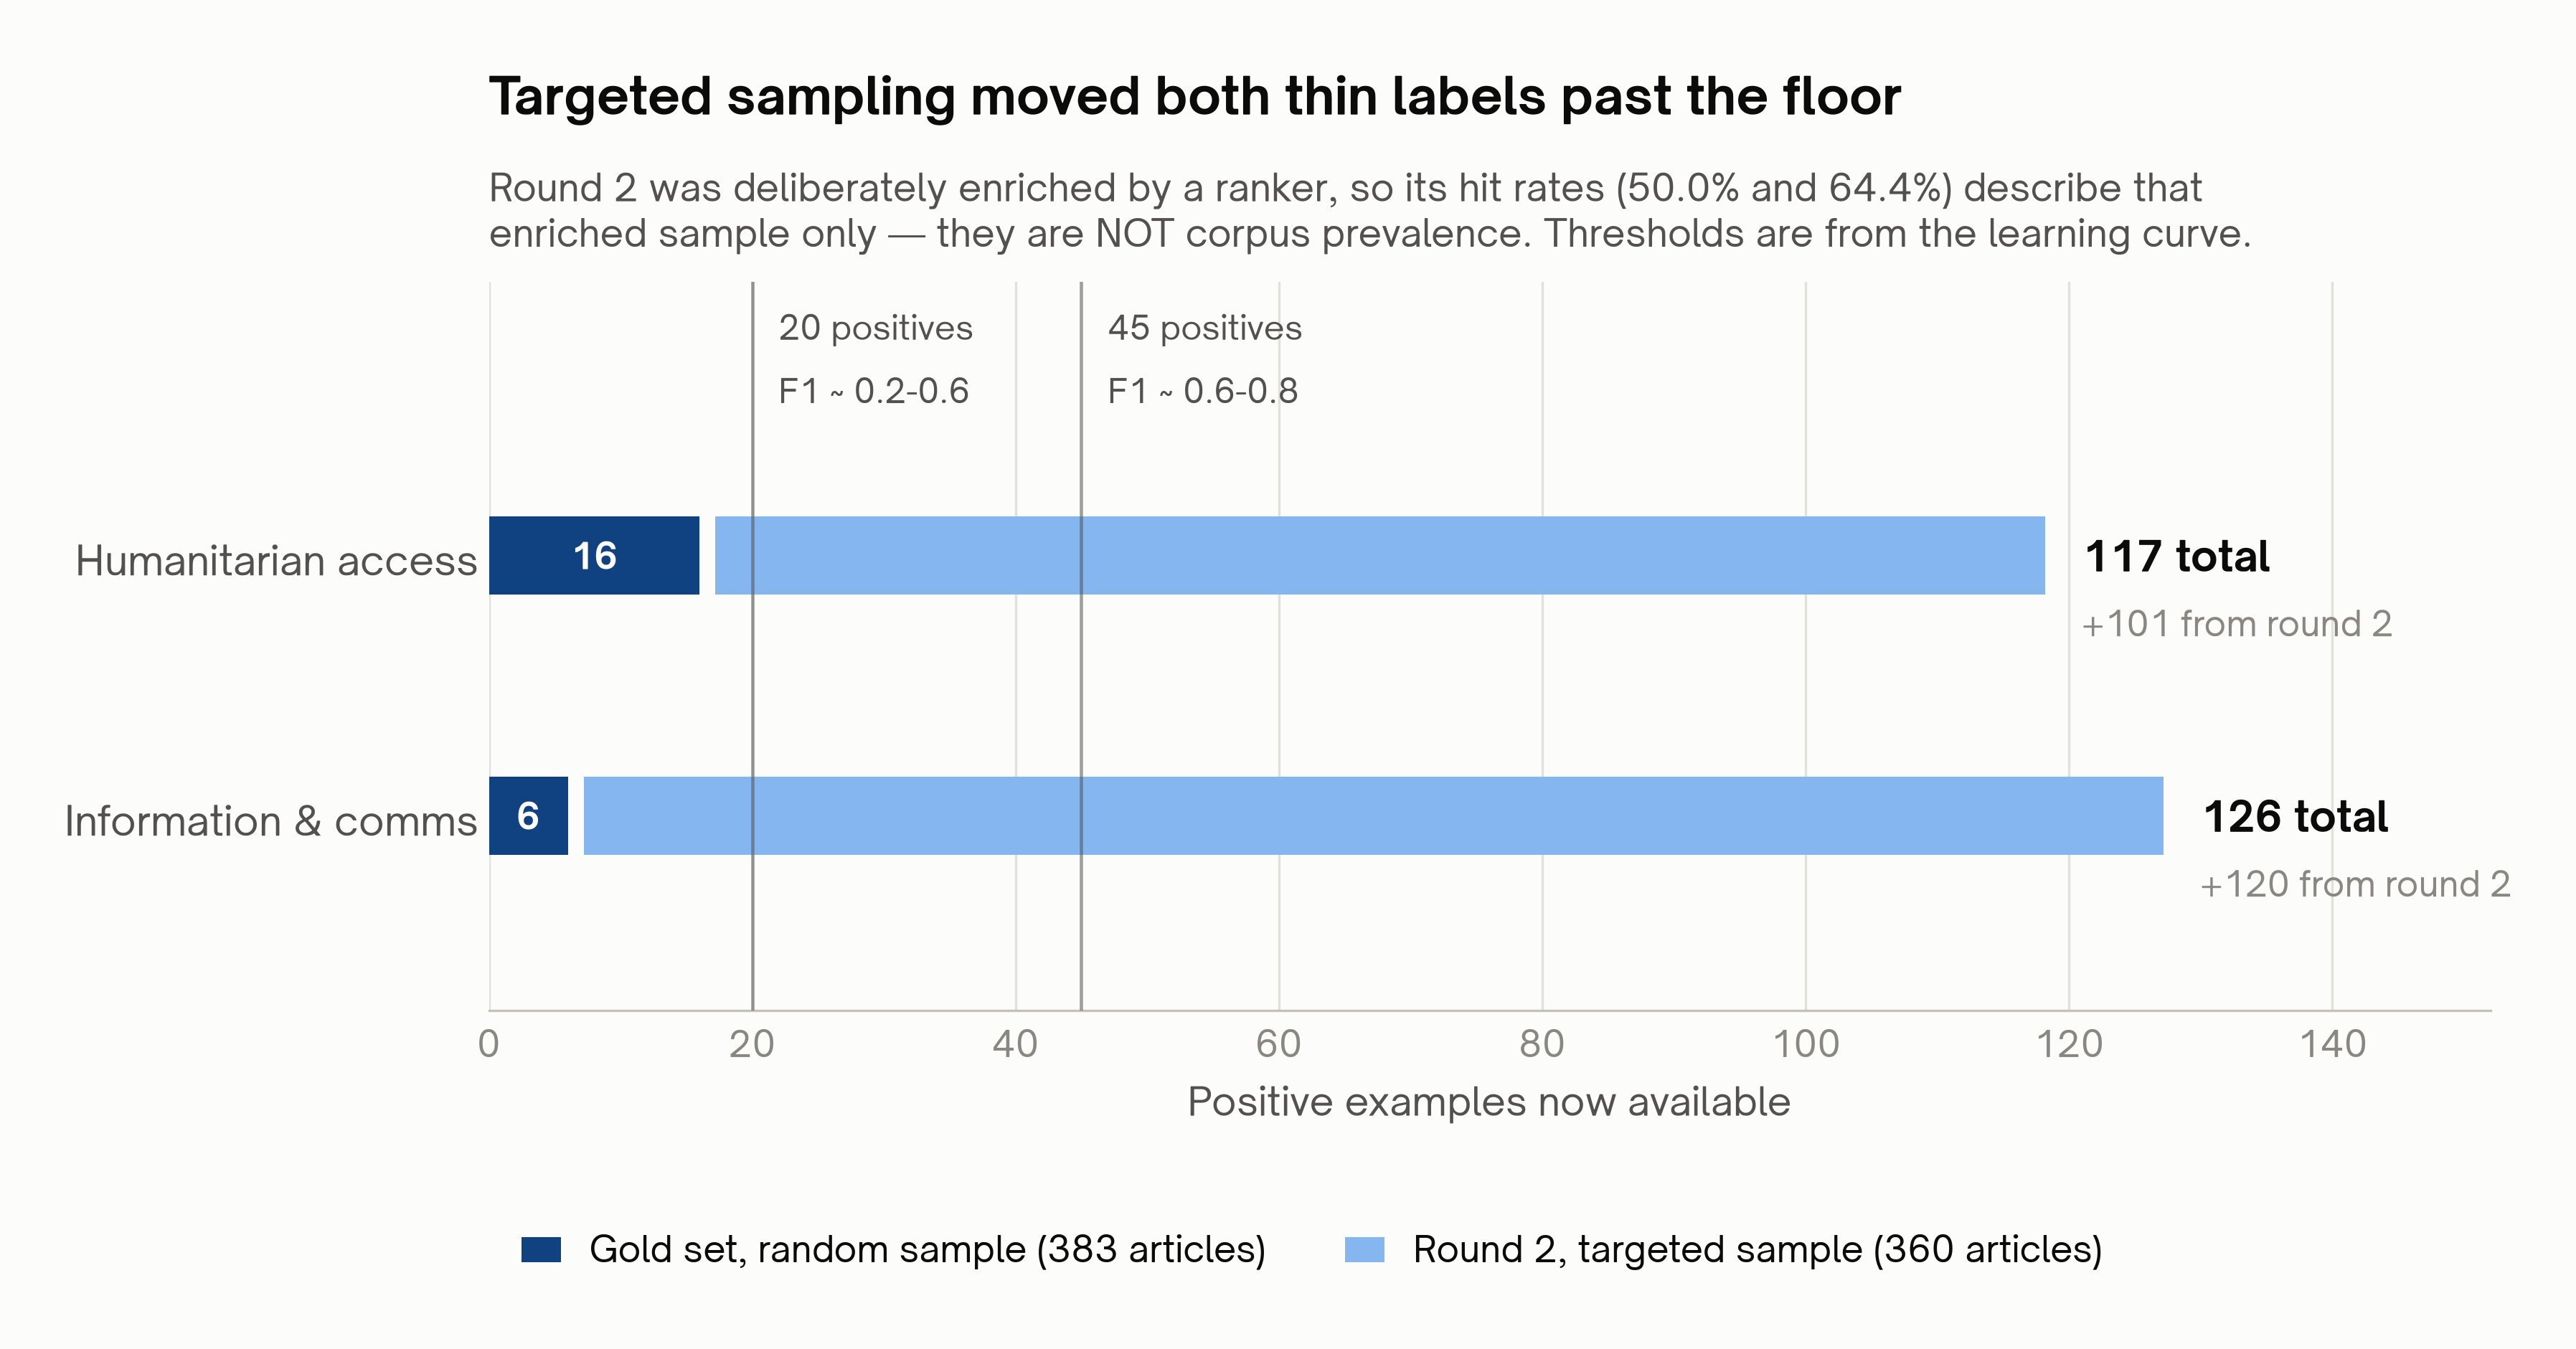 Targeted sampling moved both thin labels past the floor
Round 2 was deliberately enriched by a ranker, so its hit rates (50.0% and 64.4%) describe that
enriched sample only — they are NOT corpus prevalence. Thresholds are from the learning curve.
20 positives
F1 ~ 0.2-0.6
45 positives
F1 ~ 0.6-0.8
Humanitarian access
16
117 total
+101 from round 2
Information & comms
6
126 total
+120 from round 2
0 20 40 60 80 100 120 140
Positive examples now available
Gold set, random sample (383 articles)
Round 2, targeted sample (360 articles)